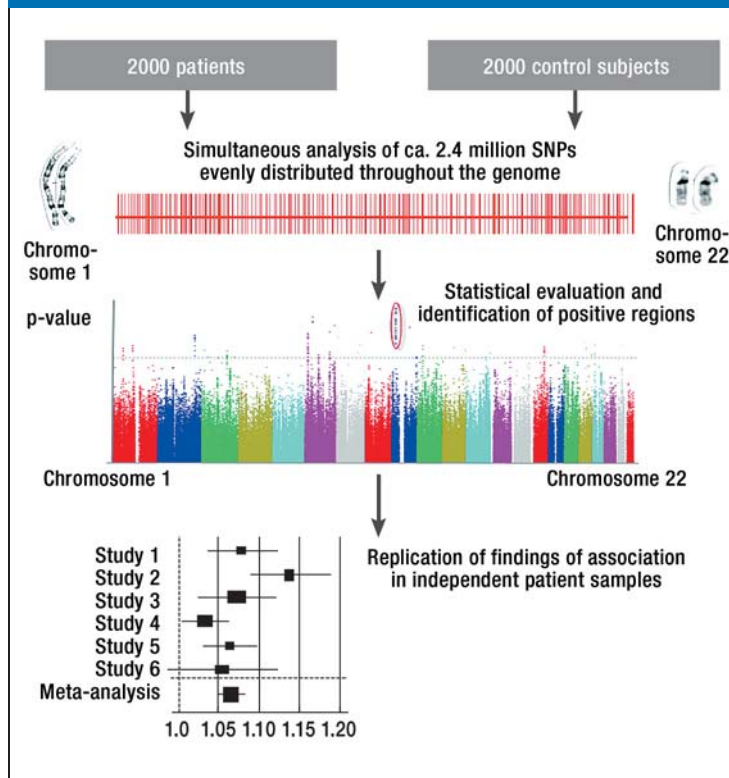 2000 patients
2000 control subjects
Simultaneous analysis of ca. 2.4 million SNPs
evenly distributed throughout the genome
Chromo-
some 1
Chromo-
some 22
Statistical evaluation and
identification of positive regions
p-value
Chromosome 1
Chromosome 22
Replication of findings of association
in independent patient samples
Study 1
Study 2
Study 3
Study 4
Study 5
Study 6
Meta-analysis
1.0 1.05 1.10 1.15 1.20